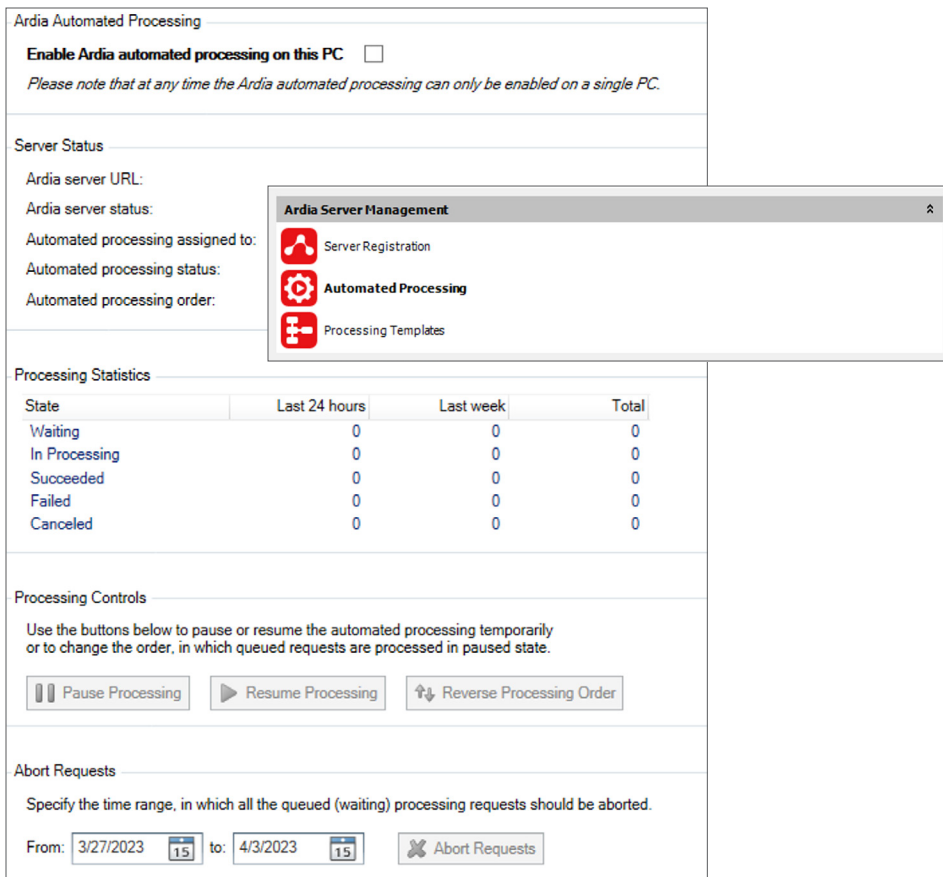 Ardia Automated Processing
Enable Ardia automated processing on this PC
Please note that at any time the Ardia automated processing can only be enabled on a single PC.
Server Status
Ardia server URL:
Ardia server status:
Automated processing assigned to:
Automated processing status:
Automated processing order:
Ardia Server Management
Server Registration
Automated Processing
Processing Templates
Processing Statistics
State Last 24 hours Last week Total
Waiting 0 0 0
In Processing 0 0 0
Succeeded 0 0 0
Failed 0 0 0
Canceled 0 0 0
Processing Controls
Use the buttons below to pause or resume the automated processing temporarily
or to change the order, in which queued requests are processed in paused state.
Pause Processing Resume Processing Reverse Processing Order
Abort Requests
Specify the time range, in which all the queued (waiting) processing requests should be aborted.
From: 3/27/2023 15 to: 4/3/2023 15 Abort Requests